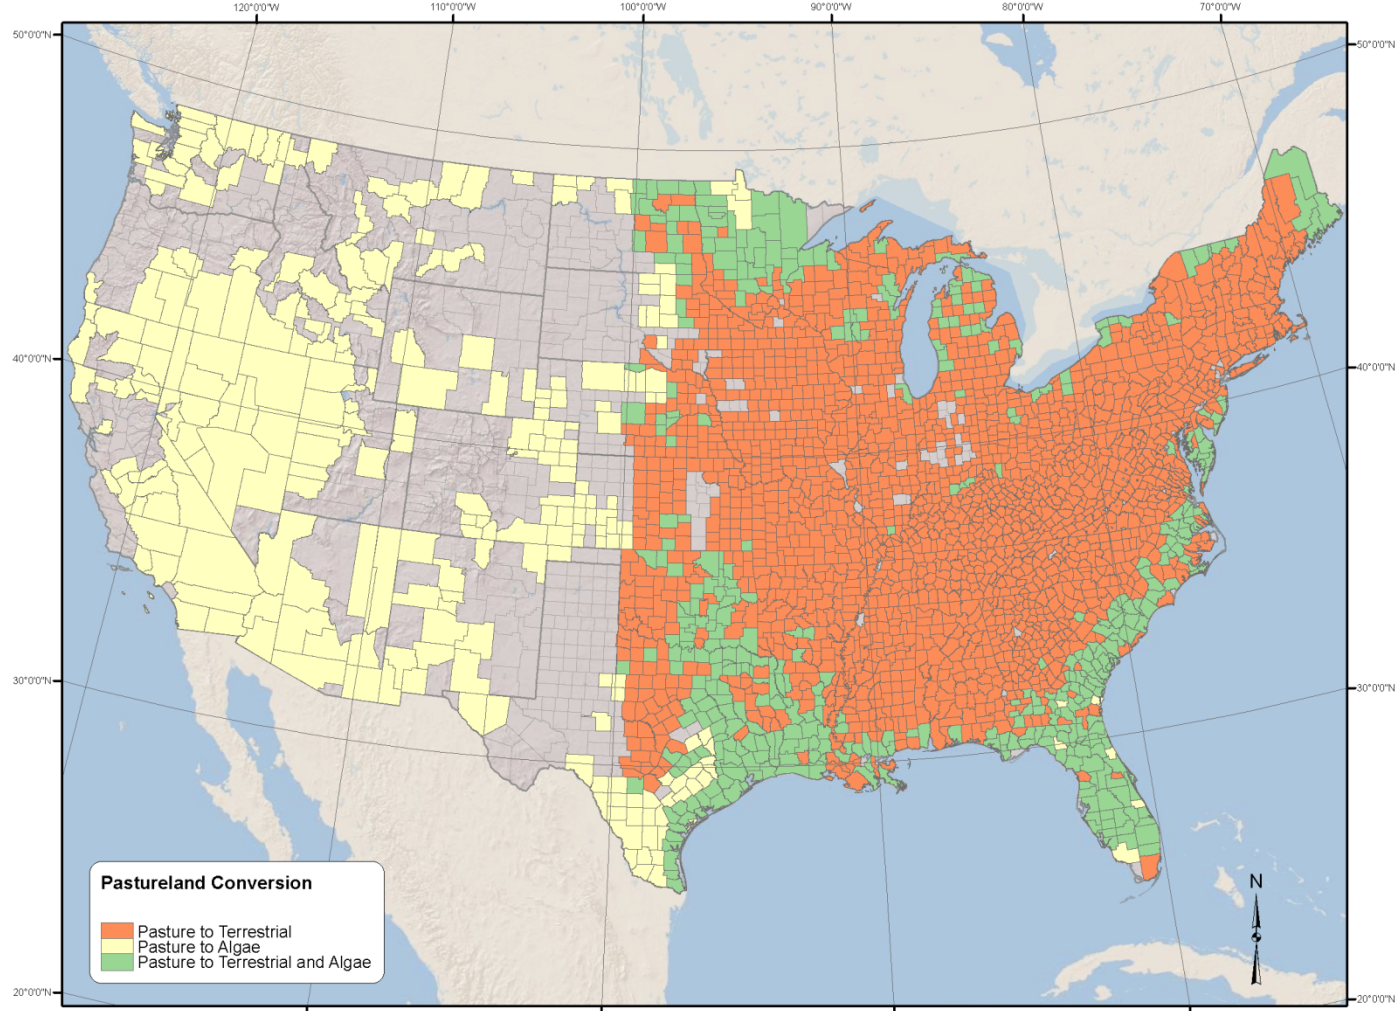 120°0'0"W 110°0'0"W 100°0'0"W 90°0'0"W 80°0'0"W 70°0'0"W
50°0'0"N 50°0'0"N
40°0'0"N 40°0'0"N
30°0'0"N 30°0'0"N
Pastureland Conversion
Pasture to Terrestrial
Pasture to Algae
Pasture to Terrestrial and Algae
N
20°0'0"N 20°0'0"N